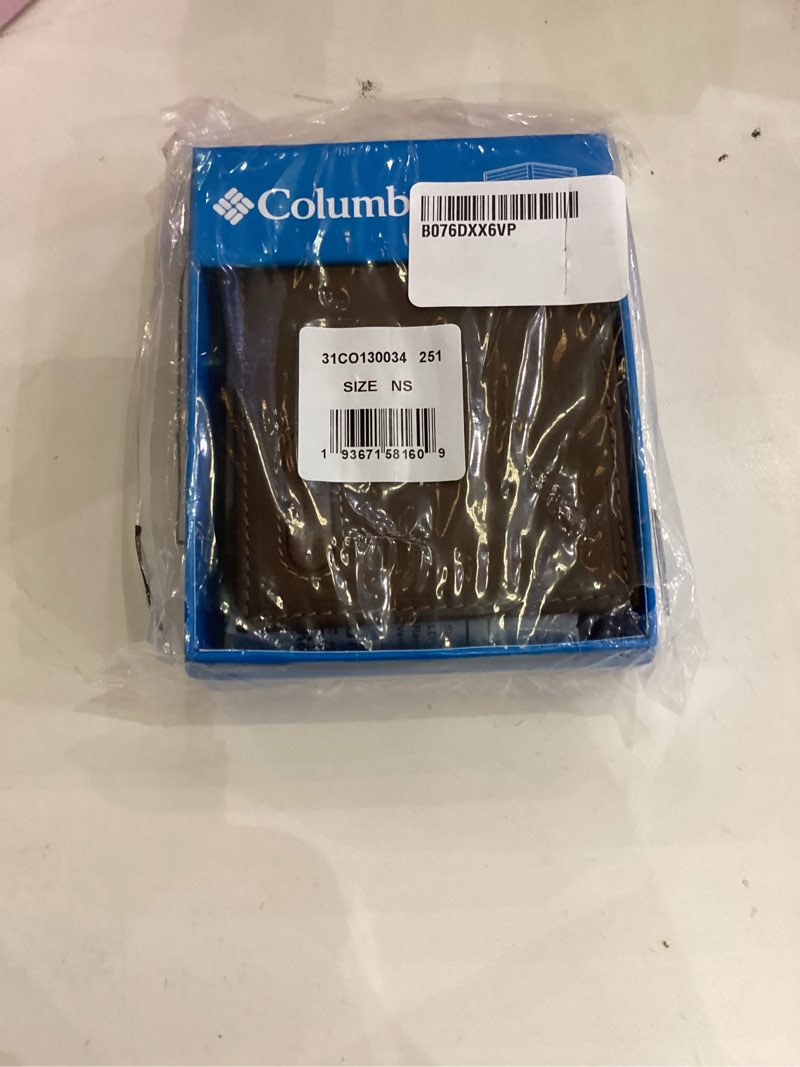 Columb
B076DXX6VP
31CO130034 251
SIZE NS
1 93671 58160 9